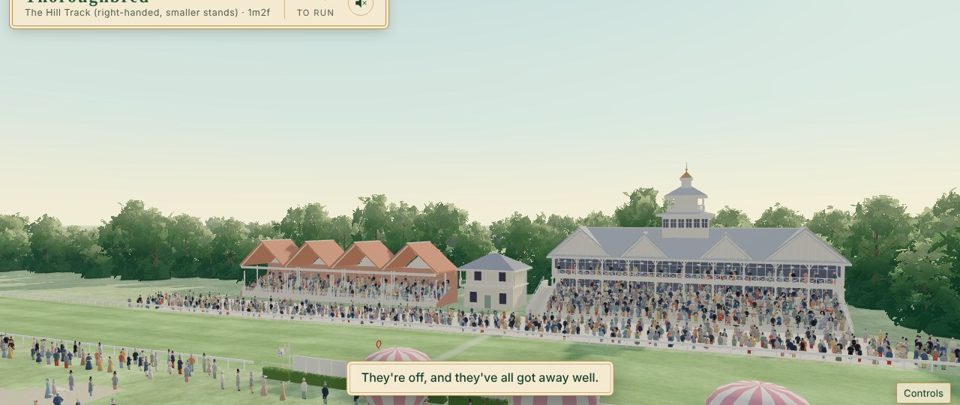 Thoroughbred
The Hill Track (right-handed, smaller stands) · 1m2f
TO RUN
They're off, and they've all got away well.
Controls